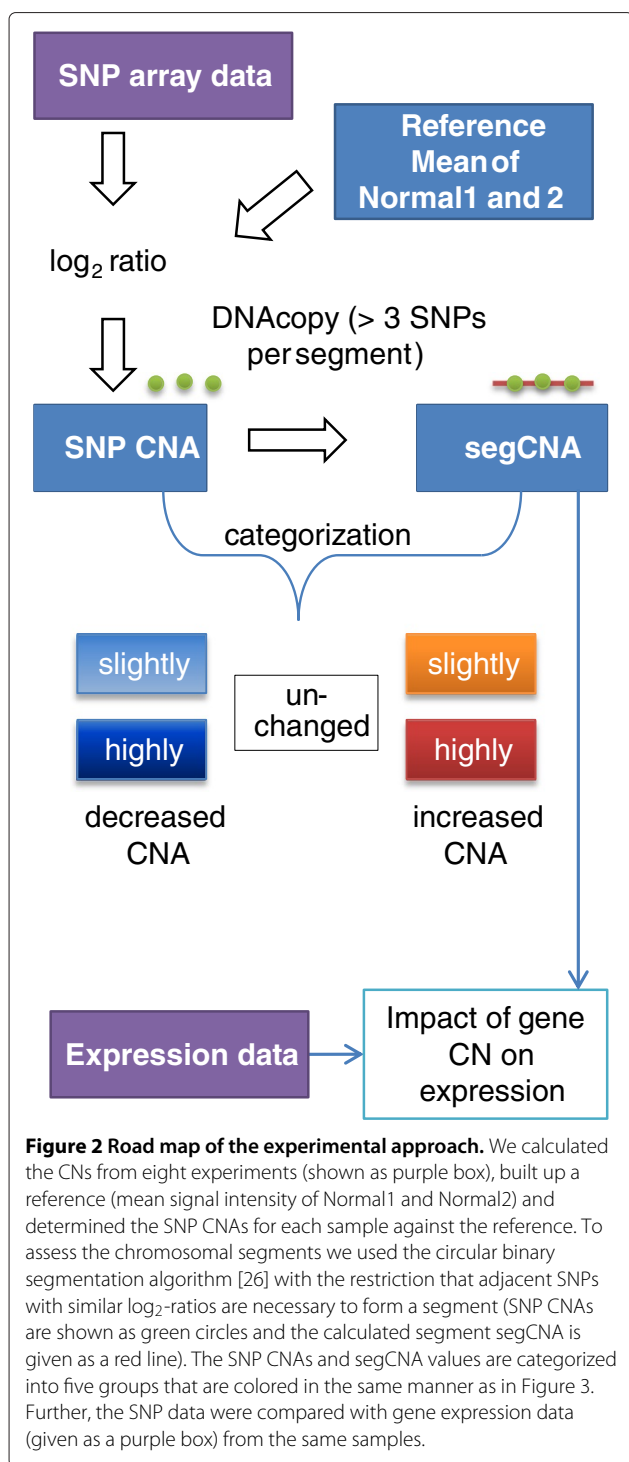 SNP array data
Reference
Mean of
Normal1 and 2
log₂ ratio
DNAcopy (> 3 SNPs
per segment)
SNP CNA
segCNA
categorization
slightly
slightly
un-
changed
highly
highly
decreased
CNA
increased
CNA
Expression data
Impact of gene
CN on
expression
Figure 2 Road map of the experimental approach. We calculated
the CNs from eight experiments (shown as purple box), built up a
reference (mean signal intensity of Normal1 and Normal2) and
determined the SNP CNAs for each sample against the reference. To
assess the chromosomal segments we used the circular binary
segmentation algorithm [26] with the restriction that adjacent SNPs
with similar log₂-ratios are necessary to form a segment (SNP CNAs
are shown as green circles and the calculated segment segCNA is
given as a red line). The SNP CNAs and segCNA values are categorized
into five groups that are colored in the same manner as in Figure 3.
Further, the SNP data were compared with gene expression data
(given as a purple box) from the same samples.